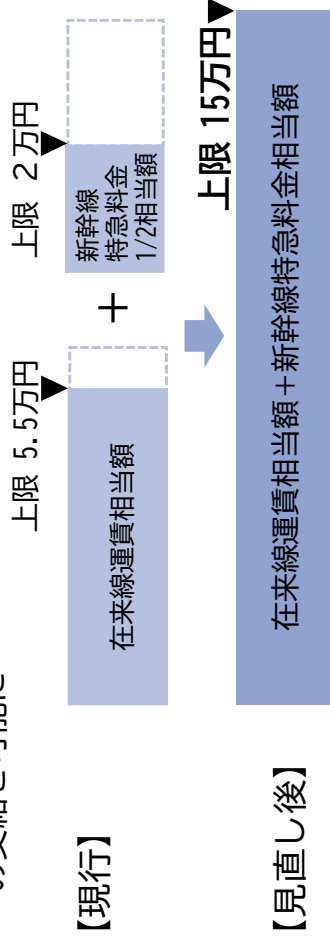 【現行】
上限 5.5万円
在来線運賃相当額
＋
上限 2万円
新幹線
特急料金
1/2相当額
【見直し後】
上限 15万円
在来線運賃相当額＋新幹線特急料金相当額